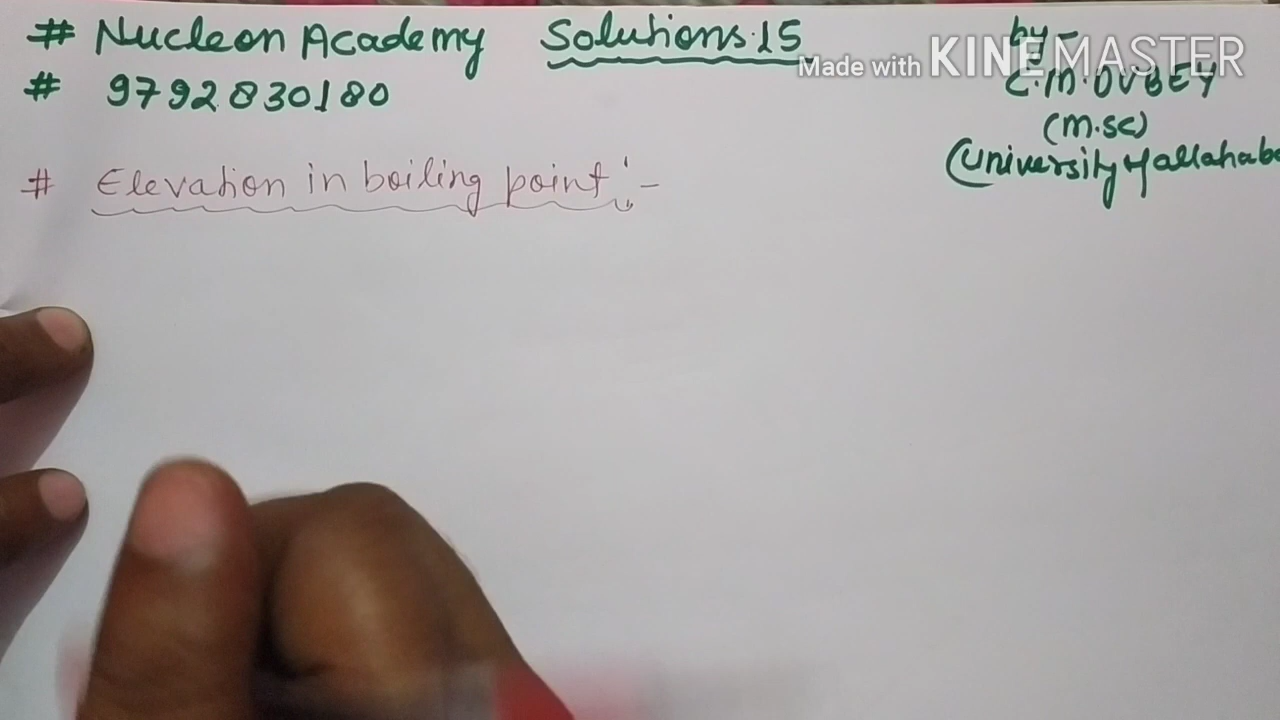 # Nucleon Academy Solutions.15
# 9792830180
by-
C.M.DUBEY
(M.sc)
(University of allahaba
Made with KINEMASTER
# Elevation in boiling point :-